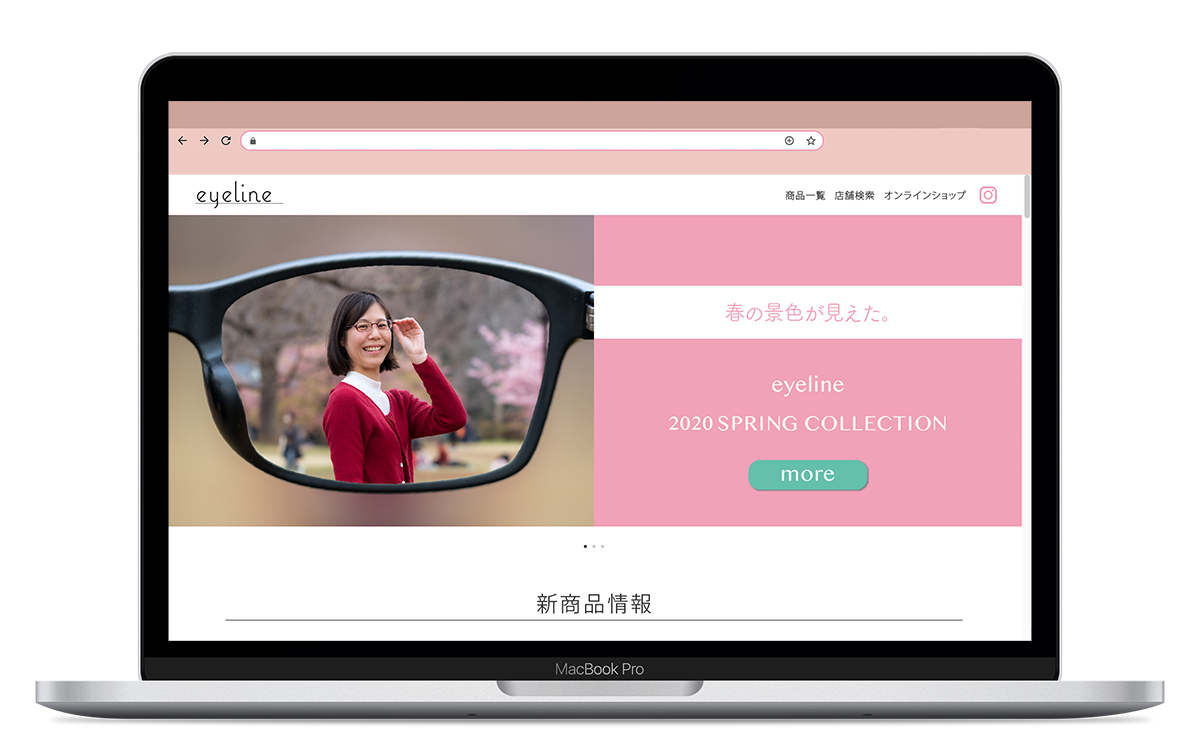 eyeline
商品一覧 店舗検索 オンラインショップ
春の景色が見えた。
eyeline
2020 SPRING COLLECTION
more
新商品情報
MacBook Pro